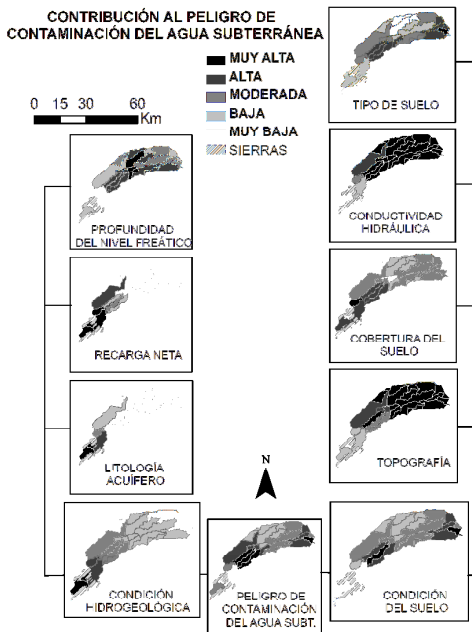 CONTRIBUCIÓN AL PELIGRO DE
CONTAMINACIÓN DEL AGUA SUBTERRÁNEA
MUY ALTA
ALTA
MODERADA
BAJA
MUY BAJA
SIERRAS
0 15 30 60
Km
TIPO DE SUELO
PROFUNDIDAD
DEL NIVEL FREÁTICO
CONDUCTIVIDAD
HIDRÁULICA
RECARGA NETA
COBERTURA DEL
SUELO
LITOLOGÍA
ACUÍFERO
TOPOGRAFÍA
N
CONDICIÓN
HIDROGEOLÓGICA
PELIGRO DE
CONTAMINACIÓN
DEL AGUA SUBT.
CONDICIÓN
DEL SUELO